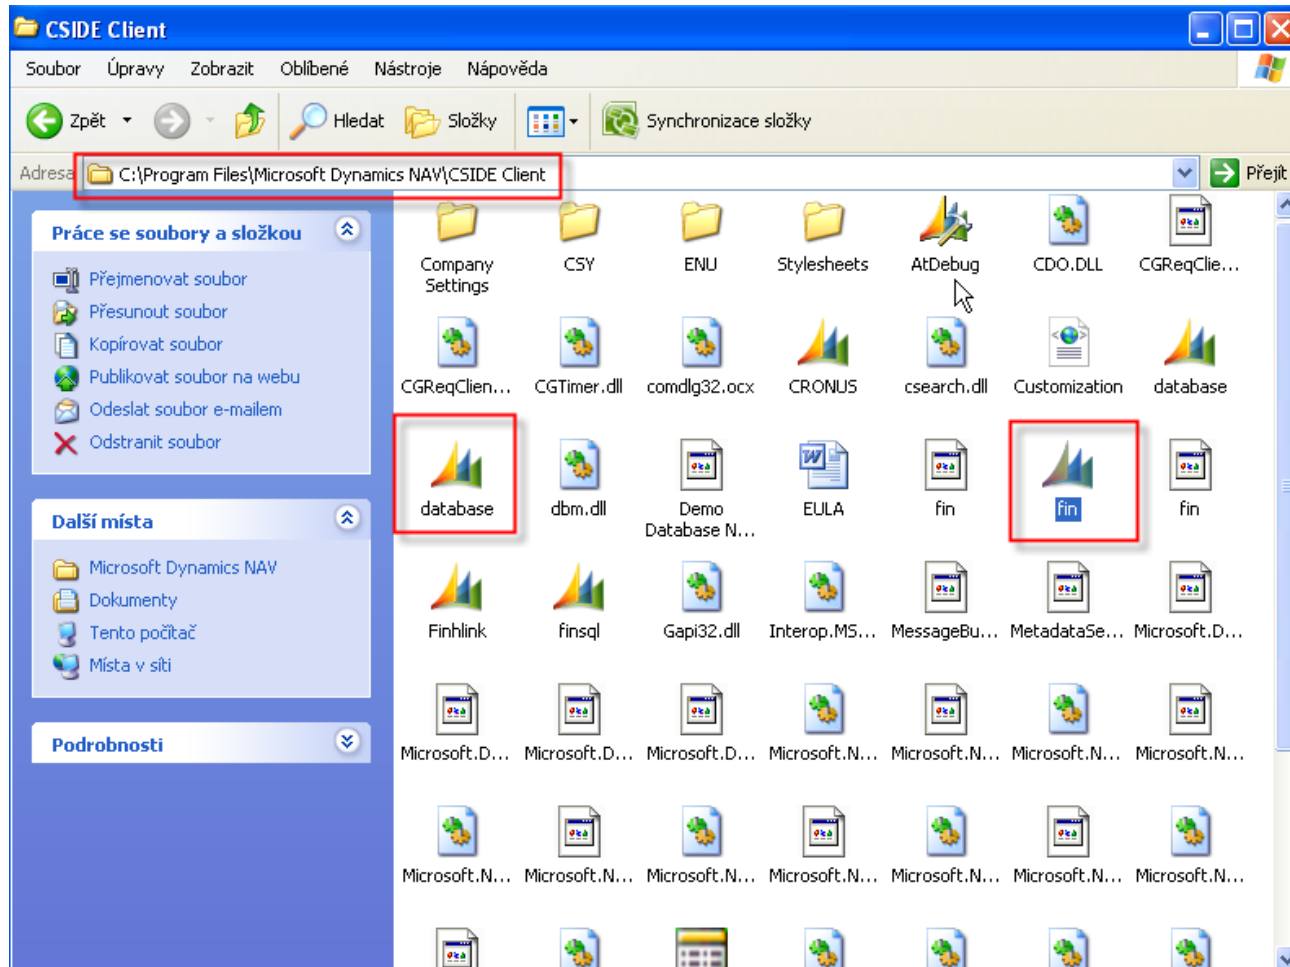 CSIDE Client
Soubor Úpravy Zobrazit Oblíbené Nástroje Nápověda
Zpět Hledat Složky Synchronizace složky
Adresa C:\Program Files\Microsoft Dynamics NAV\CSIDE Client Přejít
Práce se soubory a složkou
Přejmenovat soubor
Přesunout soubor
Kopírovat soubor
Publikovat soubor na webu
Odeslat soubor e-mailem
Odstranit soubor
Další místa
Microsoft Dynamics NAV
Dokumenty
Tento počítač
Místa v síti
Podrobnosti
Company Settings CSY ENU Stylesheets AtDebug CDO.DLL CGReqClie...
CGReqClien... CGTimer.dll comdlg32.ocx CRONUS csearch.dll Customization database
database dbm.dll Demo Database N... EULA fin fin fin
Finhlink finsql Gapi32.dll Interop.MS... MessageBu... MetadataSe... Microsoft.D...
Microsoft.D... Microsoft.D... Microsoft.D... Microsoft.N... Microsoft.N... Microsoft.N... Microsoft.N...
Microsoft.N... Microsoft.N... Microsoft.N... Microsoft.N... Microsoft.N... Microsoft.N... Microsoft.N...